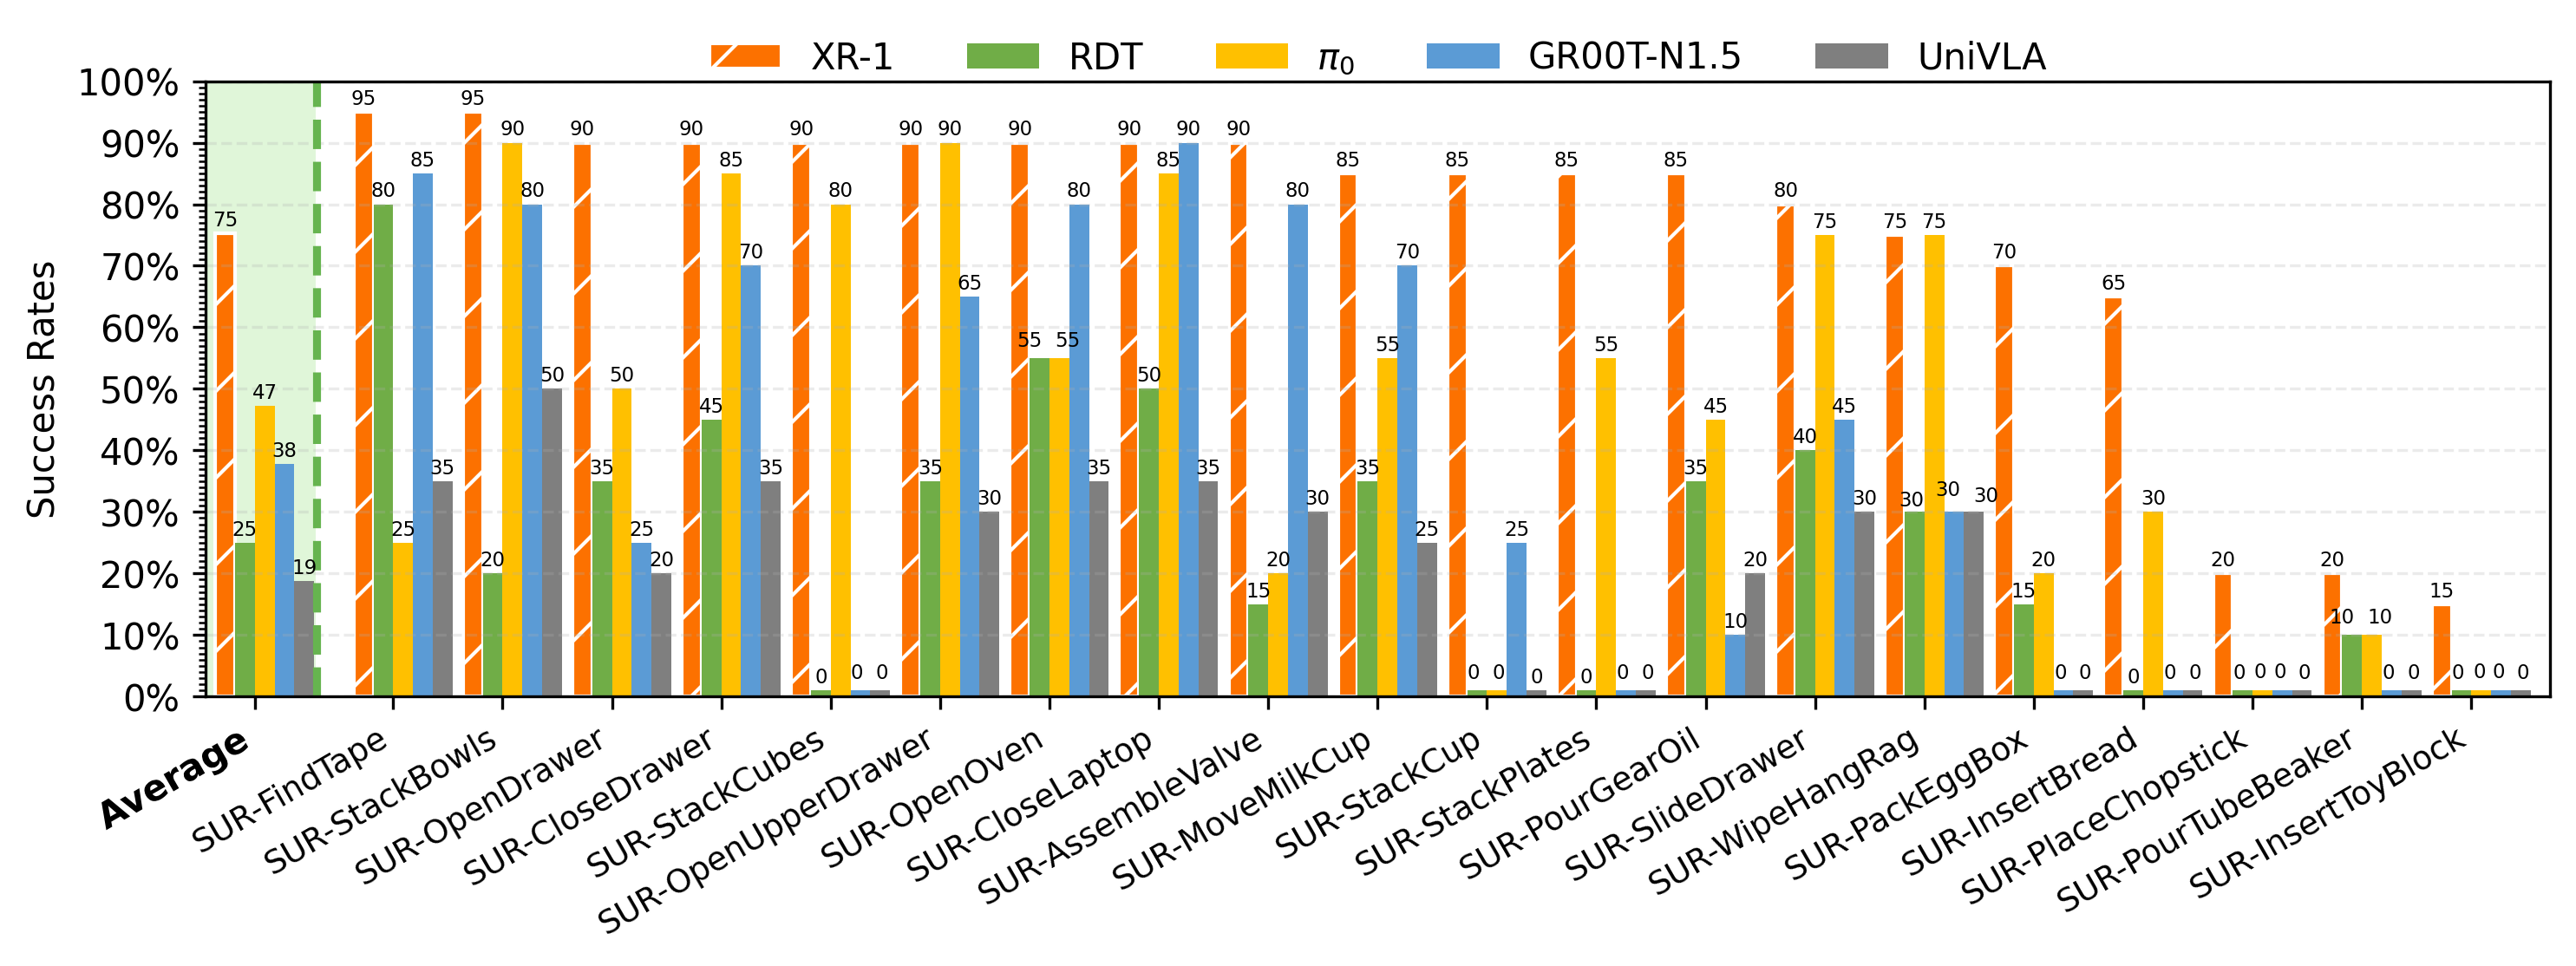 XR-1 RDT π0 GR00T-N1.5 UniVLA
Success Rates
100%
90%
80%
70%
60%
50%
40%
30%
20%
10%
0%
75 25 47 38 19
95 80 25 85 35
95 20 90 80 50
90 35 50 25 20
90 45 85 70 35
90 0 80 0 0
90 35 90 65 30
90 55 55 80 35
90 50 85 90 35
90 15 20 80 30
85 35 55 70 25
85 0 0 25 0
85 0 55 0 0
85 35 45 10 20
80 40 75 45 30
75 30 75 30 30
70 15 20 0 0
65 0 30 0 0
20 0 0 0 0
20 10 10 0 0
15 0 0 0 0
Average
SUR-FindTape
SUR-StackBowls
SUR-OpenDrawer
SUR-CloseDrawer
SUR-StackCubes
SUR-OpenUpperDrawer
SUR-OpenOven
SUR-CloseLaptop
SUR-AssembleValve
SUR-MoveMilkCup
SUR-StackCup
SUR-StackPlates
SUR-PourGearOil
SUR-SlideDrawer
SUR-WipeHangRag
SUR-PackEggBox
SUR-InsertBread
SUR-PlaceChopstick
SUR-PourTubeBeaker
SUR-InsertToyBlock